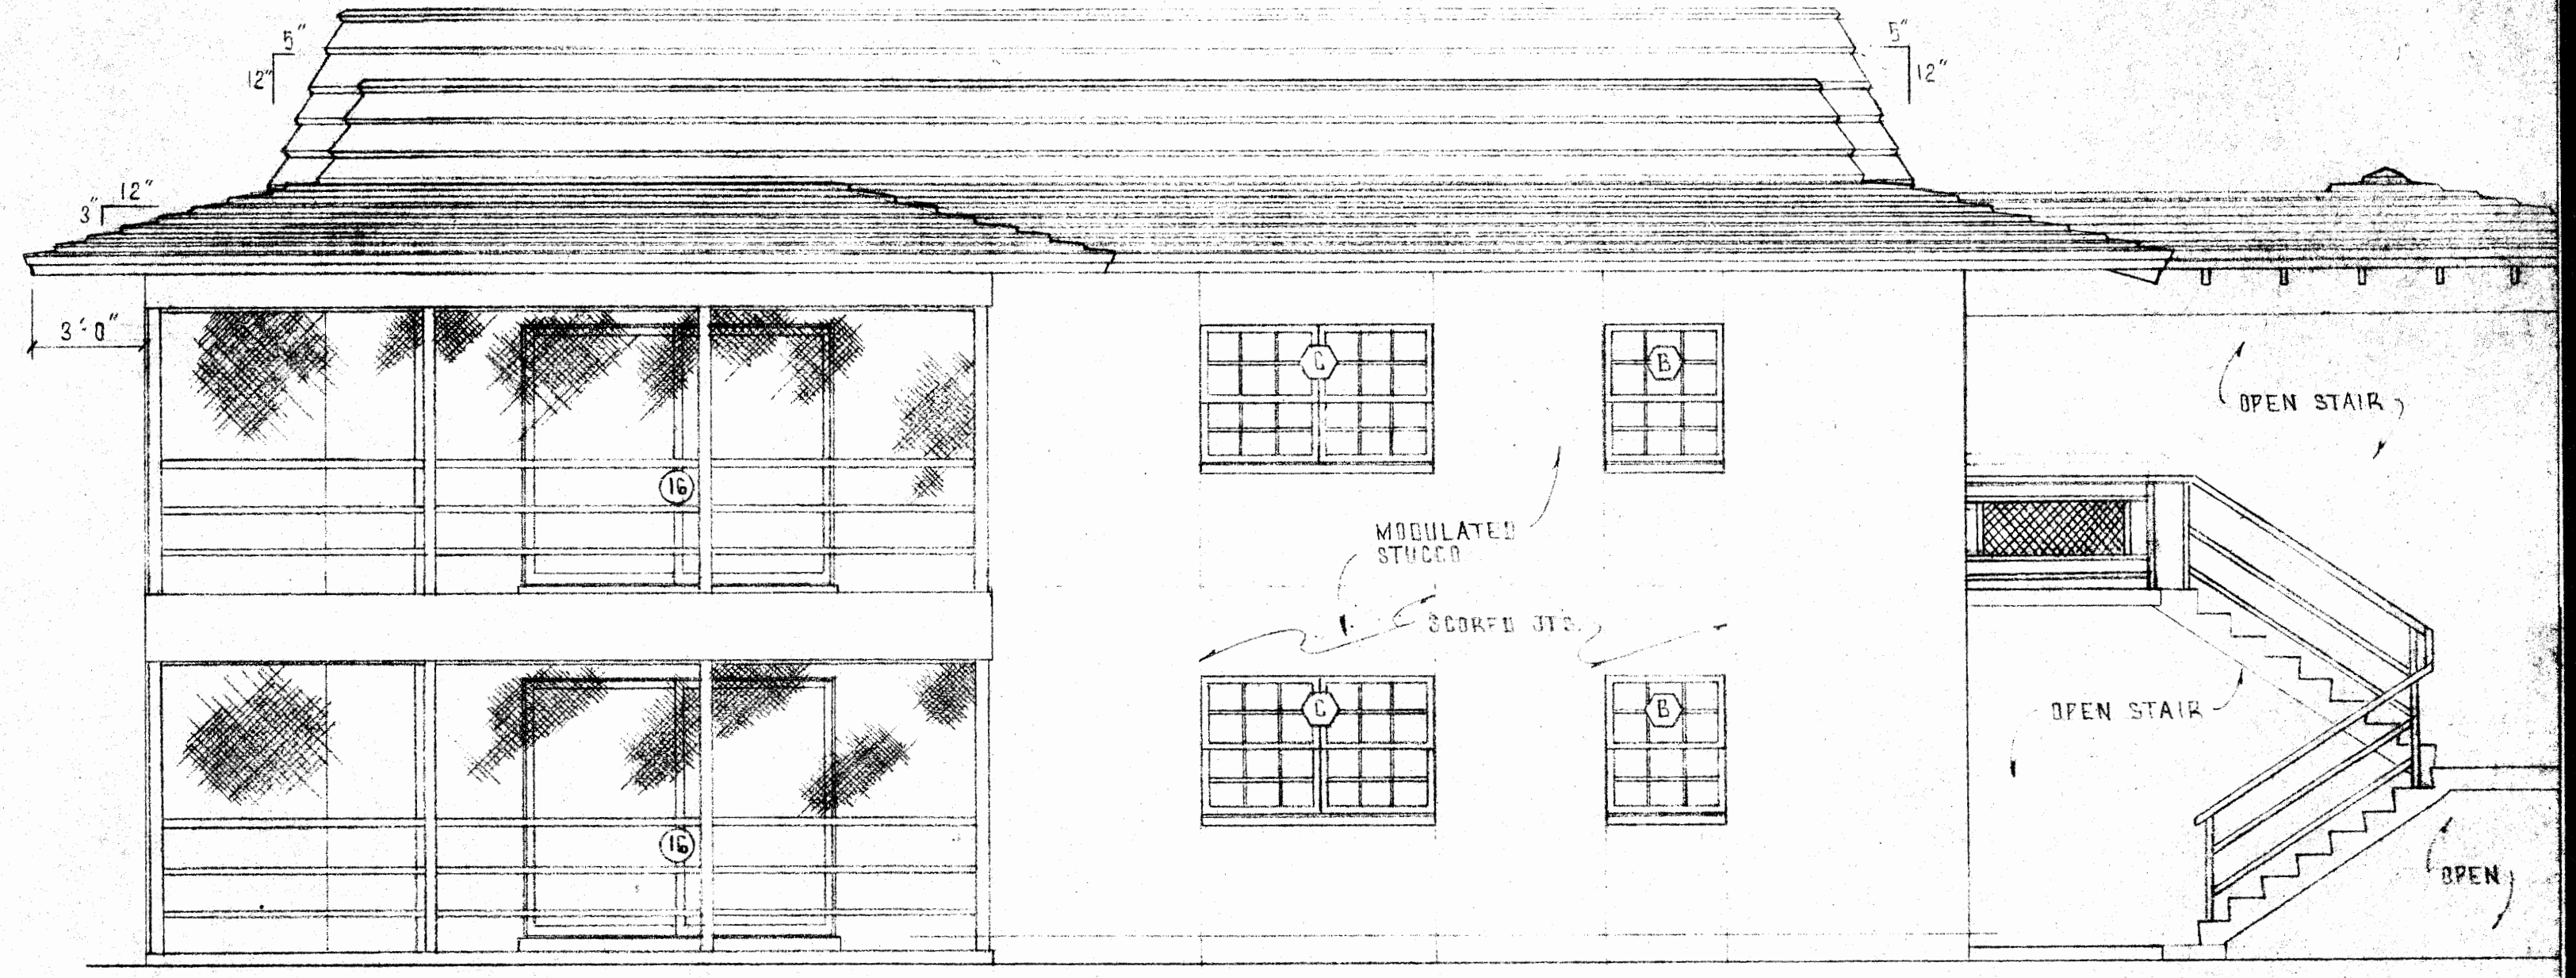 5"
12"
5"
12"
12"
3"
3'-0"
C
B
OPEN STAIR
16
MODULATED
STUCCO
SCORED JTS.
C
B
OPEN STAIR
16
OPEN